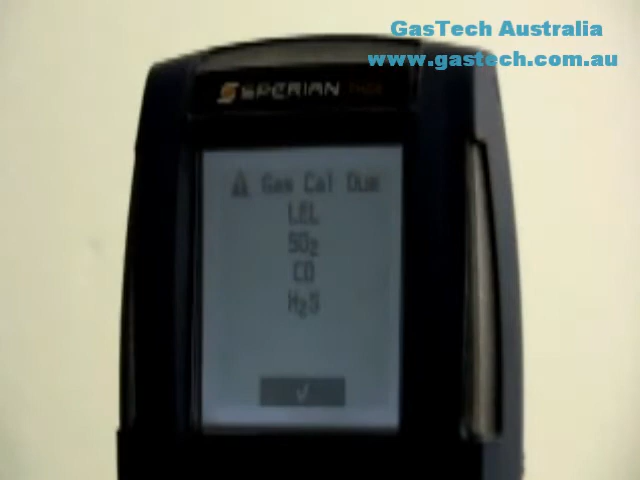 GasTech Australia
www.gastech.com.au
SPERIAN
⚠ Gas Cal Due
LEL
SO₂
CO
H₂S
√